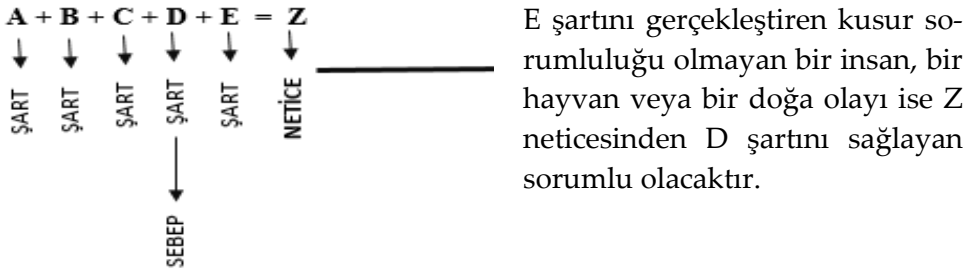 A + B + C + D + E = Z
ŞART ŞART ŞART ŞART ŞART NETİCE
SEBEP
E şartını gerçekleştiren kusur so-
rumluluğu olmayan bir insan, bir
hayvan veya bir doğa olayı ise Z
neticesinden D şartını sağlayan
sorumlu olacaktır.